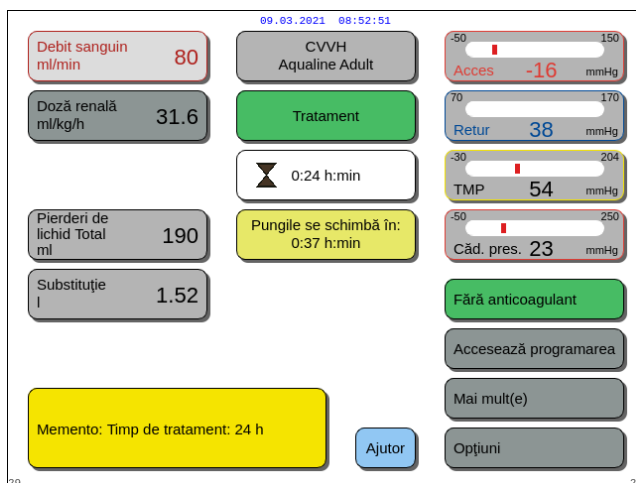 09.03.2021 08:52:51
Debit sanguin
ml/min
80
CVVH
Aqualine Adult
-50
150
Acces
-16
mmHg
Doză renală
ml/kg/h
31.6
Tratament
70
170
Retur
38
mmHg
0:24 h:min
-30
204
TMP
54
mmHg
Pierderi de
lichid Total
ml
190
Pungile se schimbă în:
0:37 h:min
-50
250
Căd. pres.
23
mmHg
Substituţie
l
1.52
Fără anticoagulant
Accesează programarea
Mai mult(e)
Memento: Timp de tratament: 24 h
Ajutor
Opţiuni